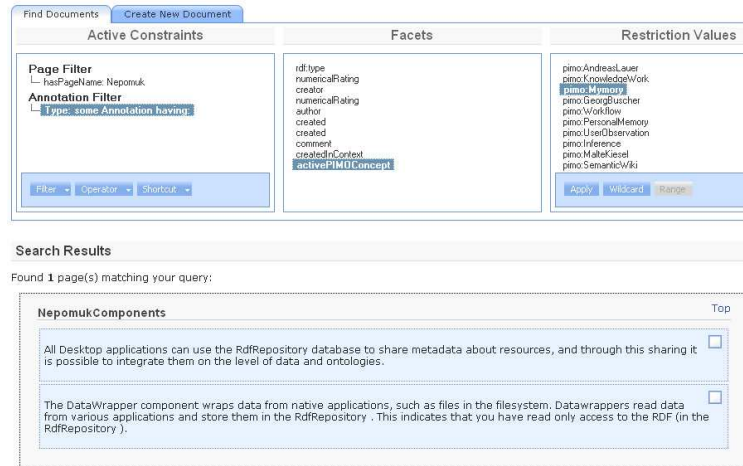 Find Documents
Create New Document
Active Constraints
Facets
Restriction Values
Page Filter
hasPageName: Nepomuk
Annotation Filter
Type: some Annotation having:
Filter
Operator
Shortcut
rdf:type
numericalRating
creator
numericalRating
author
created
created
comment
createdInContext
activePIMOConcept
pimo:AndreasLauer
pimo:KnowledgeWork
pimo:Mymory
pimo:GeorgBuscher
pimo:Workflow
pimo:PersonalMemory
pimo:UserObservation
pimo:Inference
pimo:MalteKiesel
pimo:SemanticWiki
Apply
Wildcard
Range
Search Results
Found 1 page(s) matching your query:
NepomukComponents
Top
All Desktop applications can use the RdfRepository database to share metadata about resources, and through this sharing it
is possible to integrate them on the level of data and ontologies.
The DataWrapper component wraps data from native applications, such as files in the filesystem. Datawrappers read data
from various applications and store them in the RdfRepository . This indicates that you have read only access to the RDF (in the
RdfRepository ).